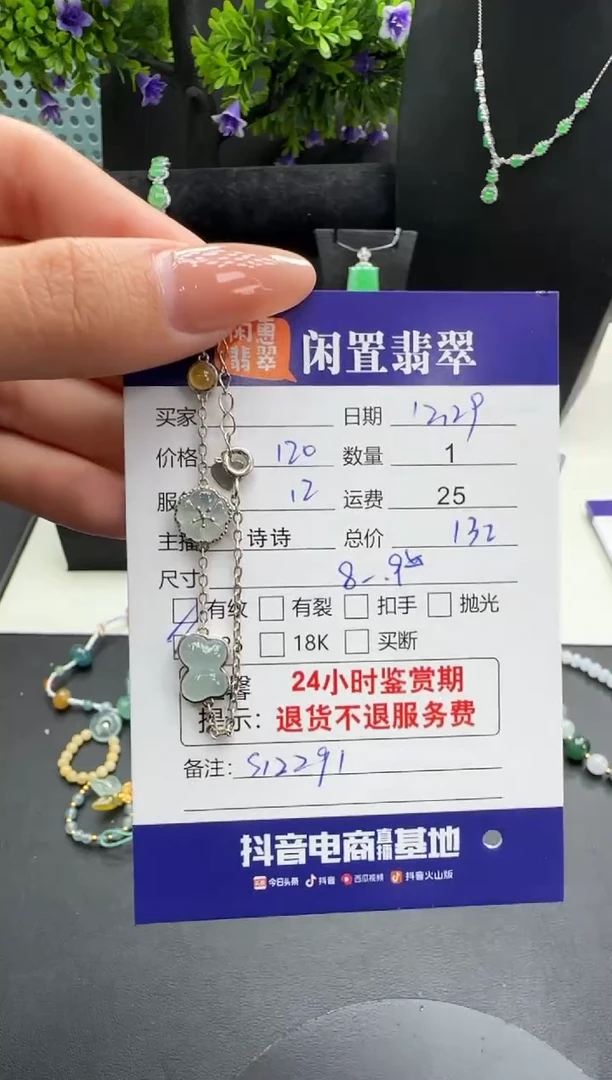 闲惠
翡翠
闲置翡翠
买家 日期 12.29
价格 120 数量 1
服 12 运费 25
主播 诗诗 总价 132
尺寸
有纹 有裂 扣手 抛光
18K 买断
馨 24小时鉴赏期
提示: 退货不退服务费
备注: S12291
抖音电商直播基地
头条 今日头条 抖音 西瓜视频 抖音火山版